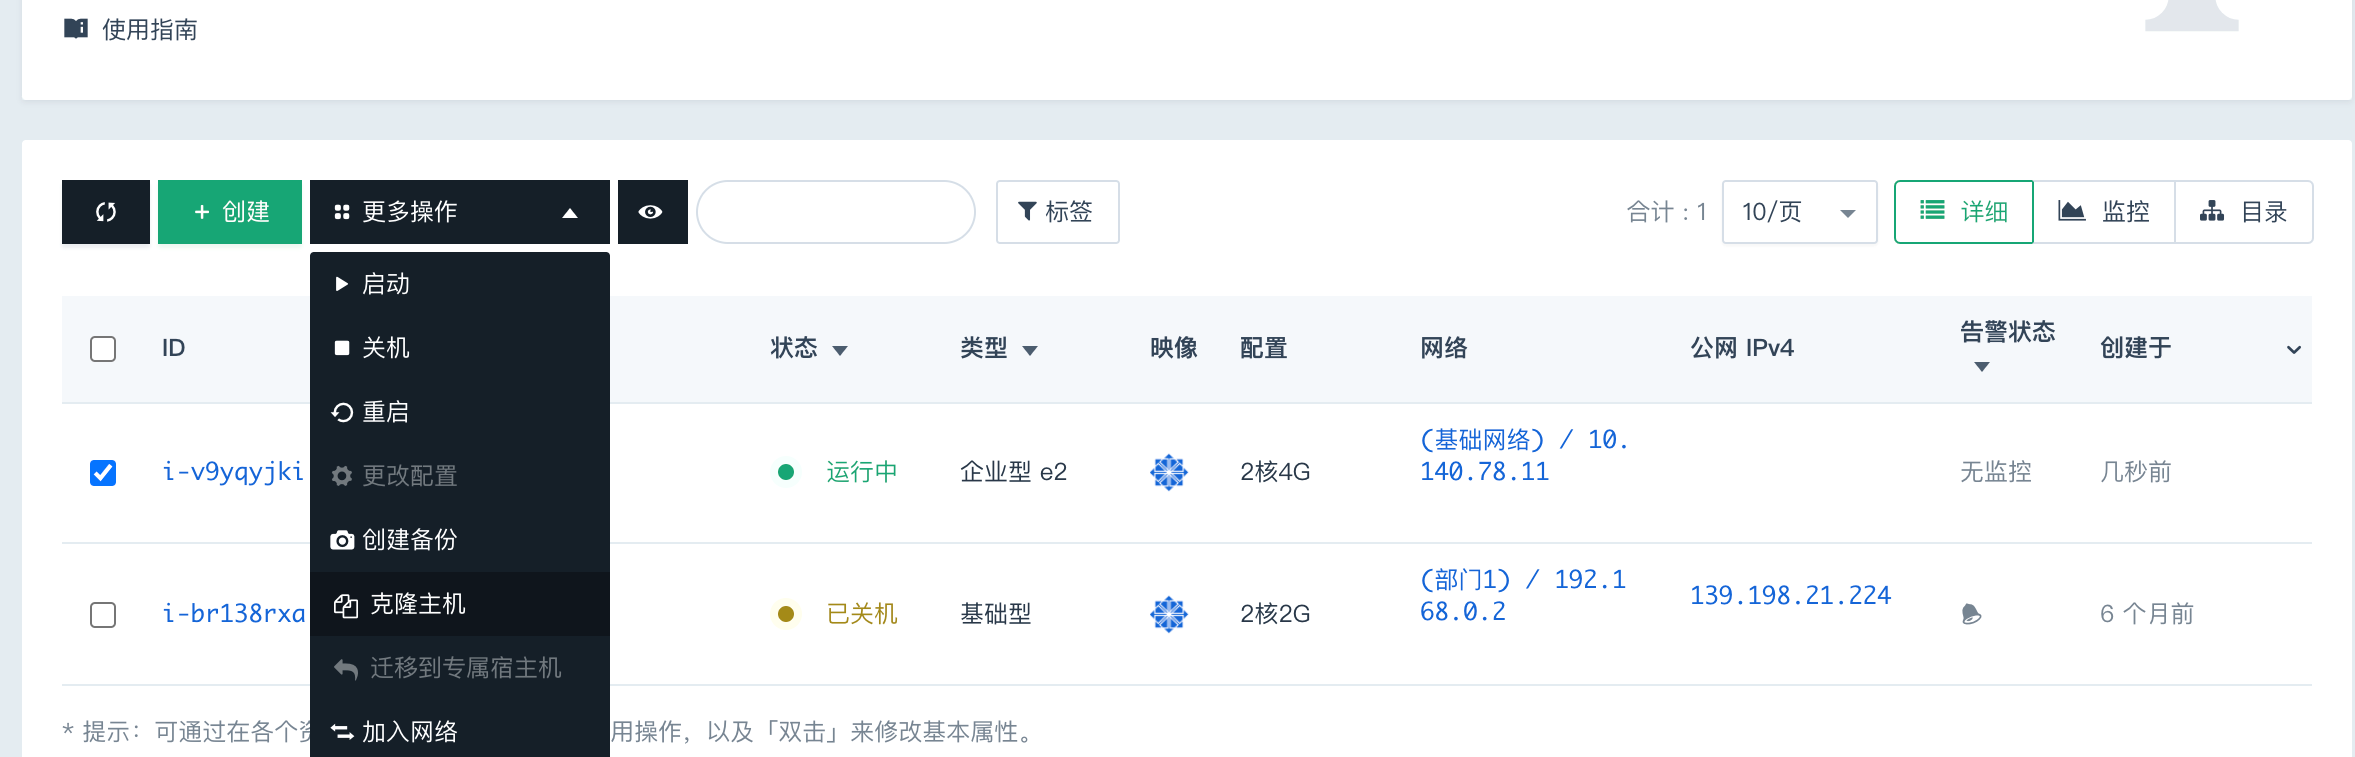 使用指南
+ 创建
更多操作
标签
合计：1
10/页
详细
监控
目录
启动
关机
重启
更改配置
创建备份
克隆主机
迁移到专属宿主机
加入网络
ID
状态
类型
映像
配置
网络
公网 IPv4
告警状态
创建于
i-v9yqyjki
运行中
企业型 e2
2核4G
(基础网络) / 10.
140.78.11
无监控
几秒前
i-br138rxa
已关机
基础型
2核2G
(部门1) / 192.1
68.0.2
139.198.21.224
6 个月前
* 提示：可通过在各个
用操作，以及「双击」来修改基本属性。